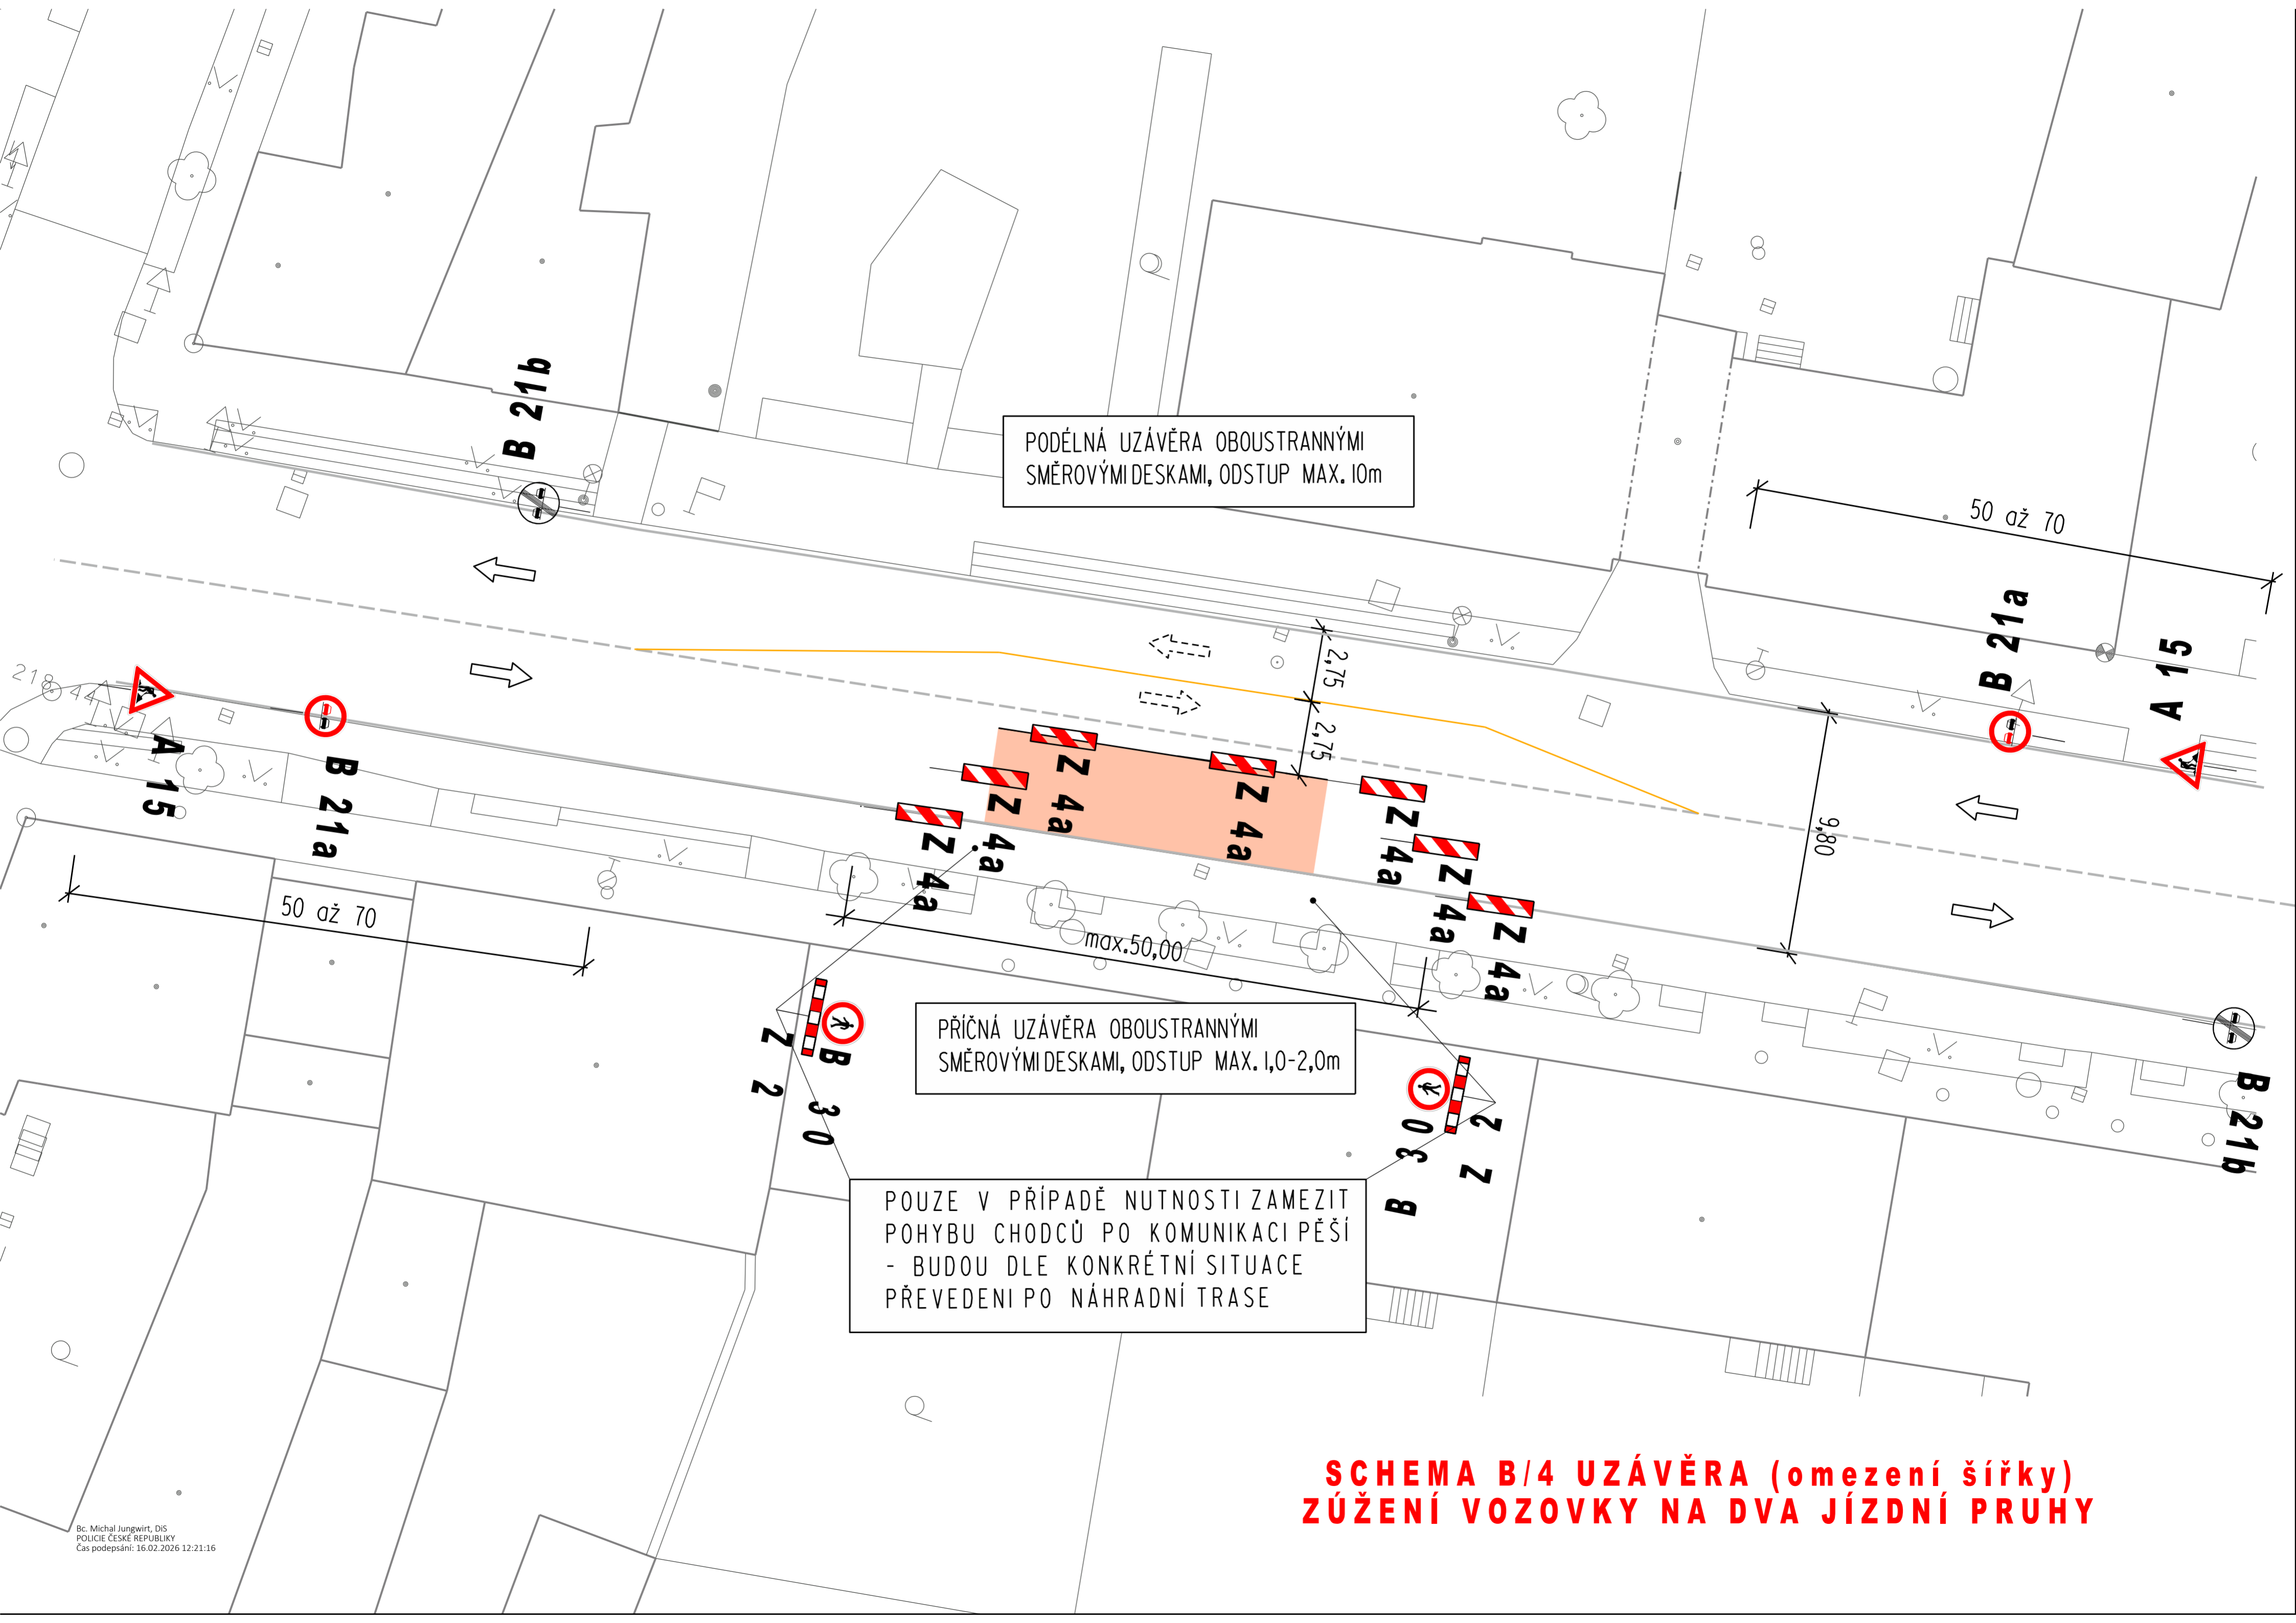 B 21b
PODÉLNÁ UZÁVĚRA OBOUSTRANNÝMI
SMĚROVÝMI DESKAMI, ODSTUP MAX. 10m
50 až 70
B 21a
A 15
2,75
2,75
9,80
A 15
B 21a
50 až 70
Z 4a
Z 4a
Z 4a
Z 4a
Z 4a
Z 4a
Z 4a
max.50,00
PŘÍČNÁ UZÁVĚRA OBOUSTRANNÝMI
SMĚROVÝMI DESKAMI, ODSTUP MAX. 1,0-2,0m
Z 2
B 30
B 30
Z 2
B 21b
POUZE V PŘÍPADĚ NUTNOSTI ZAMEZIT
POHYBU CHODCŮ PO KOMUNIKACI PĚŠÍ
- BUDOU DLE KONKRÉTNÍ SITUACE
PŘEVEDENI PO NÁHRADNÍ TRASE
SCHEMA B/4 UZÁVĚRA (omezení šířky)
ZÚŽENÍ VOZOVKY NA DVA JÍZDNÍ PRUHY
Bc. Michal Jungwirt, DiS
POLICIE ČESKÉ REPUBLIKY
Čas podepsání: 16.02.2026 12:21:16